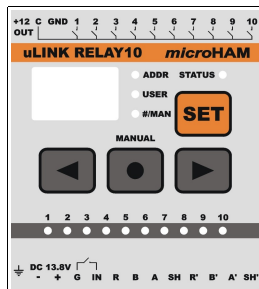 +12 C GND 1 2 3 4 5 6 7 8 9 10
OUT
uLINK RELAY10 microHAM
ADDR STATUS
USER
#/MAN
SET
MANUAL
1 2 3 4 5 6 7 8 9 10
DC 13.8V
- + G IN R B A SH R' B' A' SH'